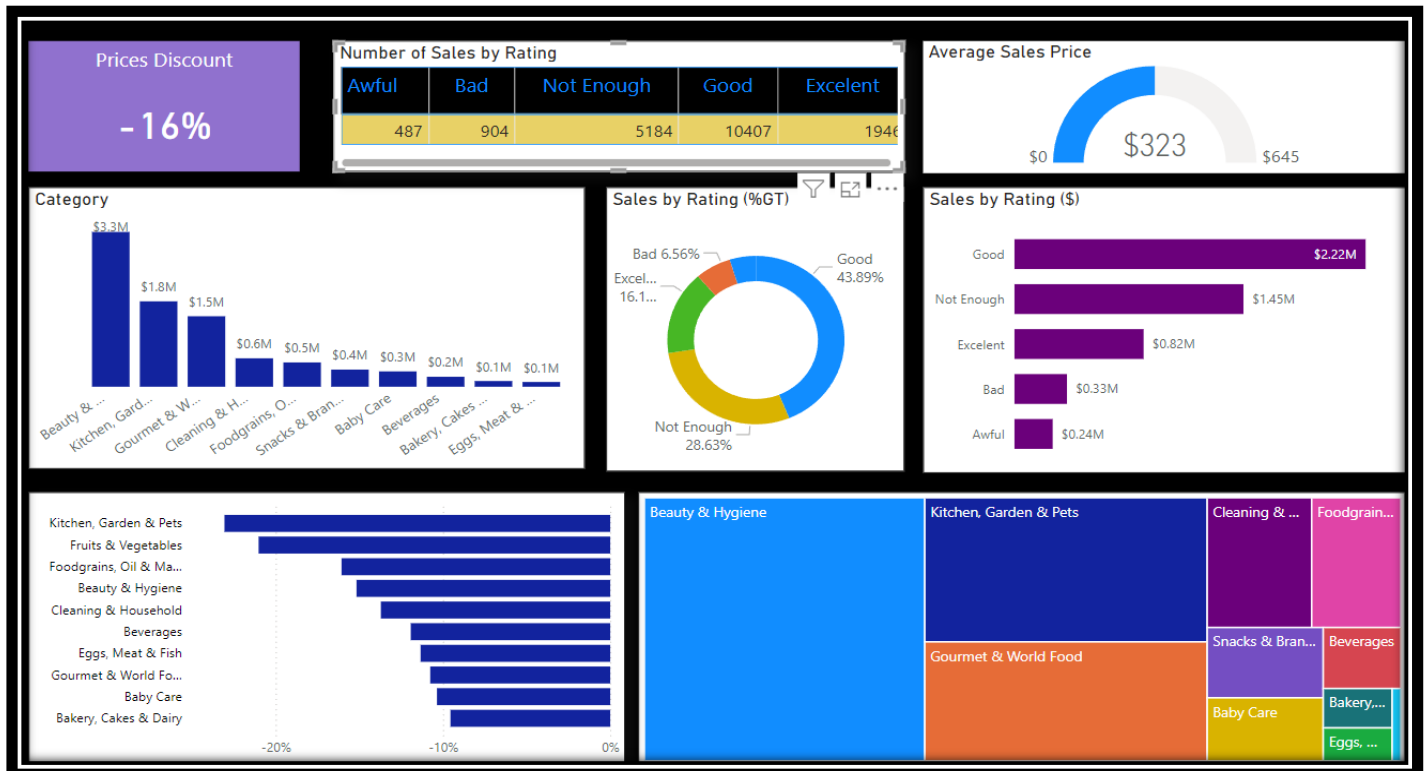 Prices Discount
-16%
Number of Sales by Rating
Awful Bad Not Enough Good Excelent
487 904 5184 10407 1946
Average Sales Price
$0 $323 $645
Category
$3.3M
$1.8M
$1.5M
$0.6M
$0.5M
$0.4M
$0.3M
$0.2M
$0.1M
$0.1M
Beauty & ...
Kitchen, Gard...
Gourmet & W...
Cleaning & H...
Foodgrains, O...
Snacks & Bran...
Baby Care
Beverages
Bakery, Cakes ...
Eggs, Meat & ...
Sales by Rating (%GT)
Bad 6.56%
Good
43.89%
Excel...
16.1...
Not Enough
28.63%
Sales by Rating ($)
Good $2.22M
Not Enough $1.45M
Excelent $0.82M
Bad $0.33M
Awful $0.24M
Kitchen, Garden & Pets
Fruits & Vegetables
Foodgrains, Oil & Ma...
Beauty & Hygiene
Cleaning & Household
Beverages
Eggs, Meat & Fish
Gourmet & World Fo...
Baby Care
Bakery, Cakes & Dairy
-20% -10% 0%
Beauty & Hygiene
Kitchen, Garden & Pets
Gourmet & World Food
Cleaning & ...
Foodgrain...
Snacks & Bran...
Beverages
Baby Care
Bakery,...
Eggs, ...